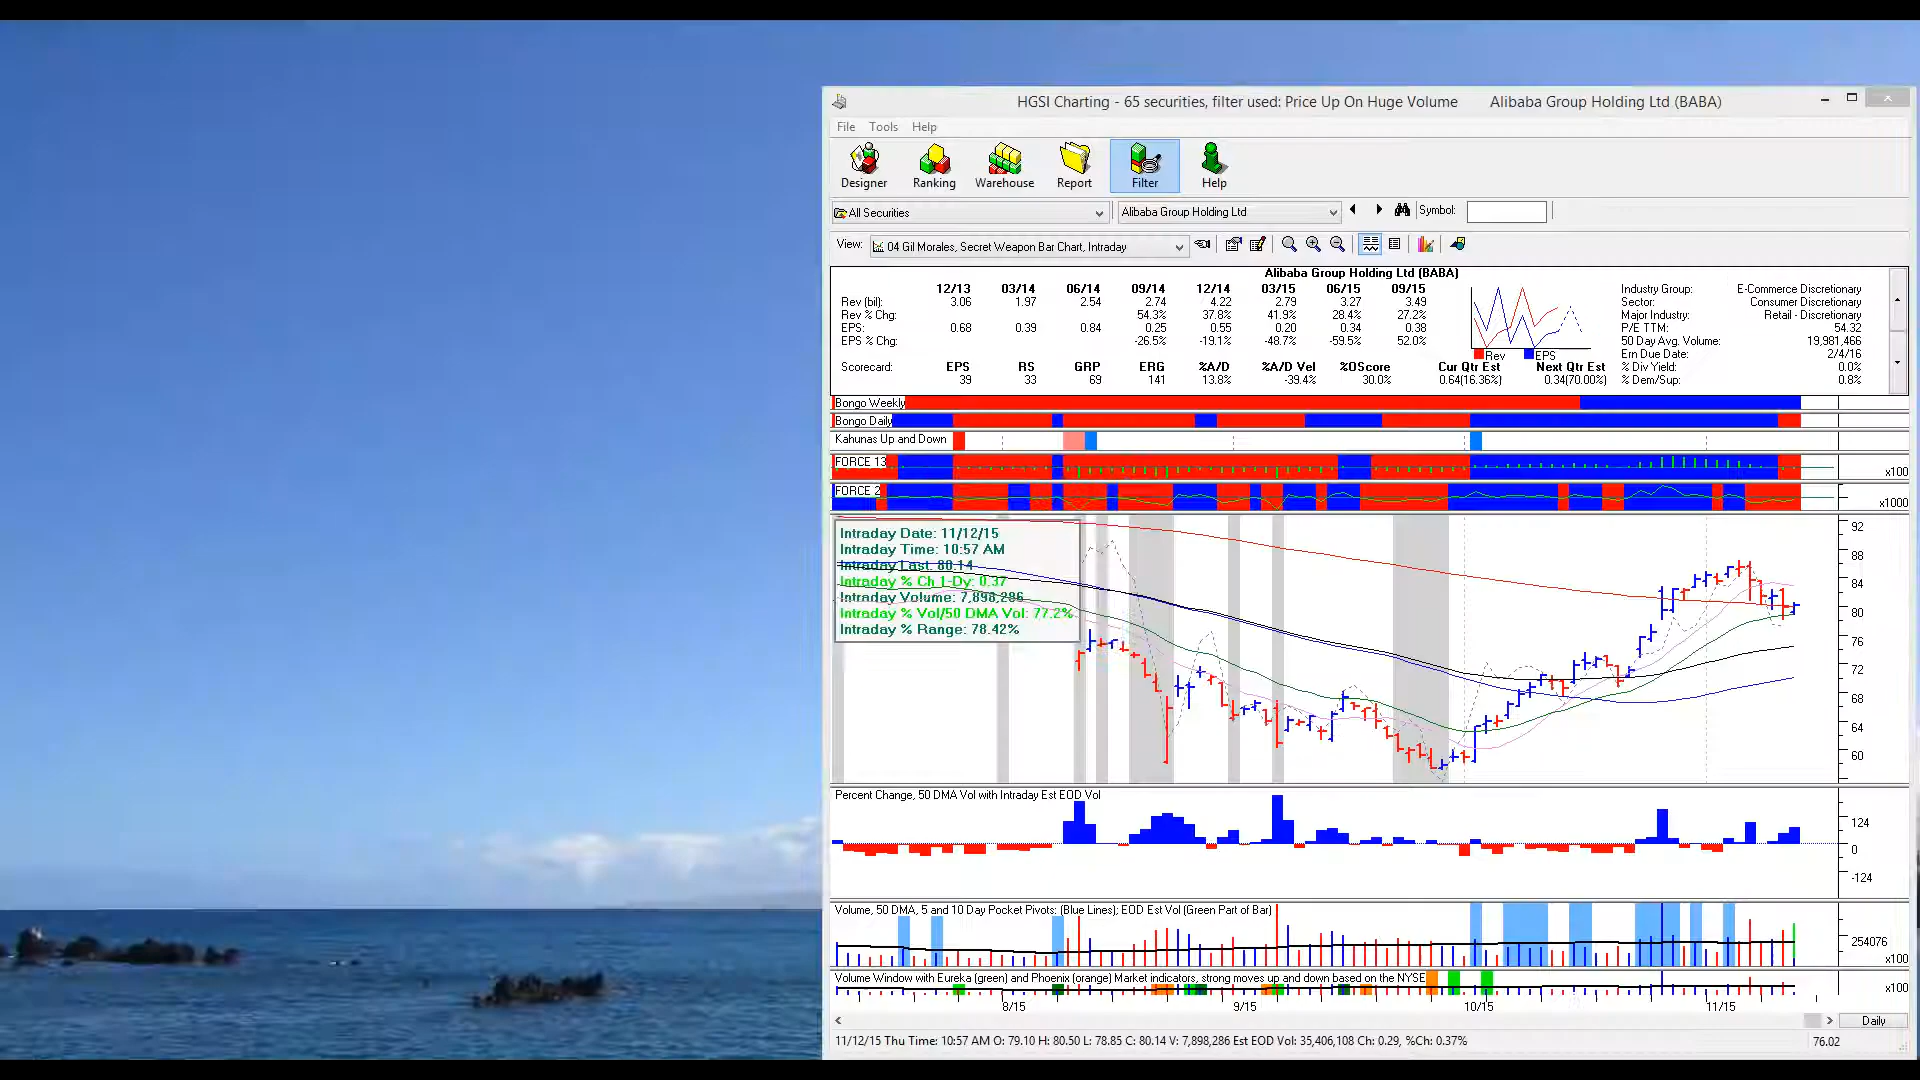 HGSI Charting - 65 securities, filter used: Price Up On Huge Volume Alibaba Group Holding Ltd (BABA)
File Tools Help
Designer Ranking Warehouse Report Filter Help
All Securities Alibaba Group Holding Ltd Symbol:
View: 04 Gil Morales, Secret Weapon Bar Chart, Intraday
Alibaba Group Holding Ltd (BABA)
12/13 03/14 06/14 09/14 12/14 03/15 06/15 09/15
Rev (bil): 3.06 1.97 2.54 2.74 4.22 2.79 3.27 3.49
Rev % Chg: 54.3% 37.8% 41.9% 28.4% 27.2%
EPS: 0.68 0.39 0.84 0.25 0.55 0.20 0.34 0.38
EPS % Chg: -26.5% -19.1% -48.7% -59.5% 52.0%
Rev EPS
Scorecard: EPS RS GRP ERG %A/D %A/D Vel %OScore Cur Qtr Est Next Qtr Est
39 33 69 141 13.8% -39.4% 30.0% 0.64(16.36%) 0.34(70.00%)
Industry Group: E-Commerce Discretionary
Sector: Consumer Discretionary
Major Industry: Retail - Discretionary
P/E TTM: 54.32
50 Day Avg. Volume: 19,981,466
Ern Due Date: 2/4/16
% Div Yield: 0.0%
% Dem/Sup: 0.8%
Bongo Weekly
Bongo Daily
Kahunas Up and Down
FORCE 13
x100
FORCE 2
x1000
Intraday Date: 11/12/15
Intraday Time: 10:57 AM
Intraday Last: 80.14
Intraday % Ch 1-Dy: 0.37
Intraday Volume: 7,898,286
Intraday % Vol/50 DMA Vol: 77.2%
Intraday % Range: 78.42%
92
88
84
80
76
72
68
64
60
Percent Change, 50 DMA Vol with Intraday Est EOD Vol
124
0
-124
Volume, 50 DMA, 5 and 10 Day Pocket Pivots: (Blue Lines); EOD Est Vol (Green Part of Bar)
254076
x100
Volume Window with Eureka (green) and Phoenix (orange) Market indicators, strong moves up and down based on the NYSE
x100
8/15 9/15 10/15 11/15
Daily
11/12/15 Thu Time: 10:57 AM O: 79.10 H: 80.50 L: 78.85 C: 80.14 V: 7,898,286 Est EOD Vol: 35,406,108 Ch: 0.29, %Ch: 0.37%
76.02